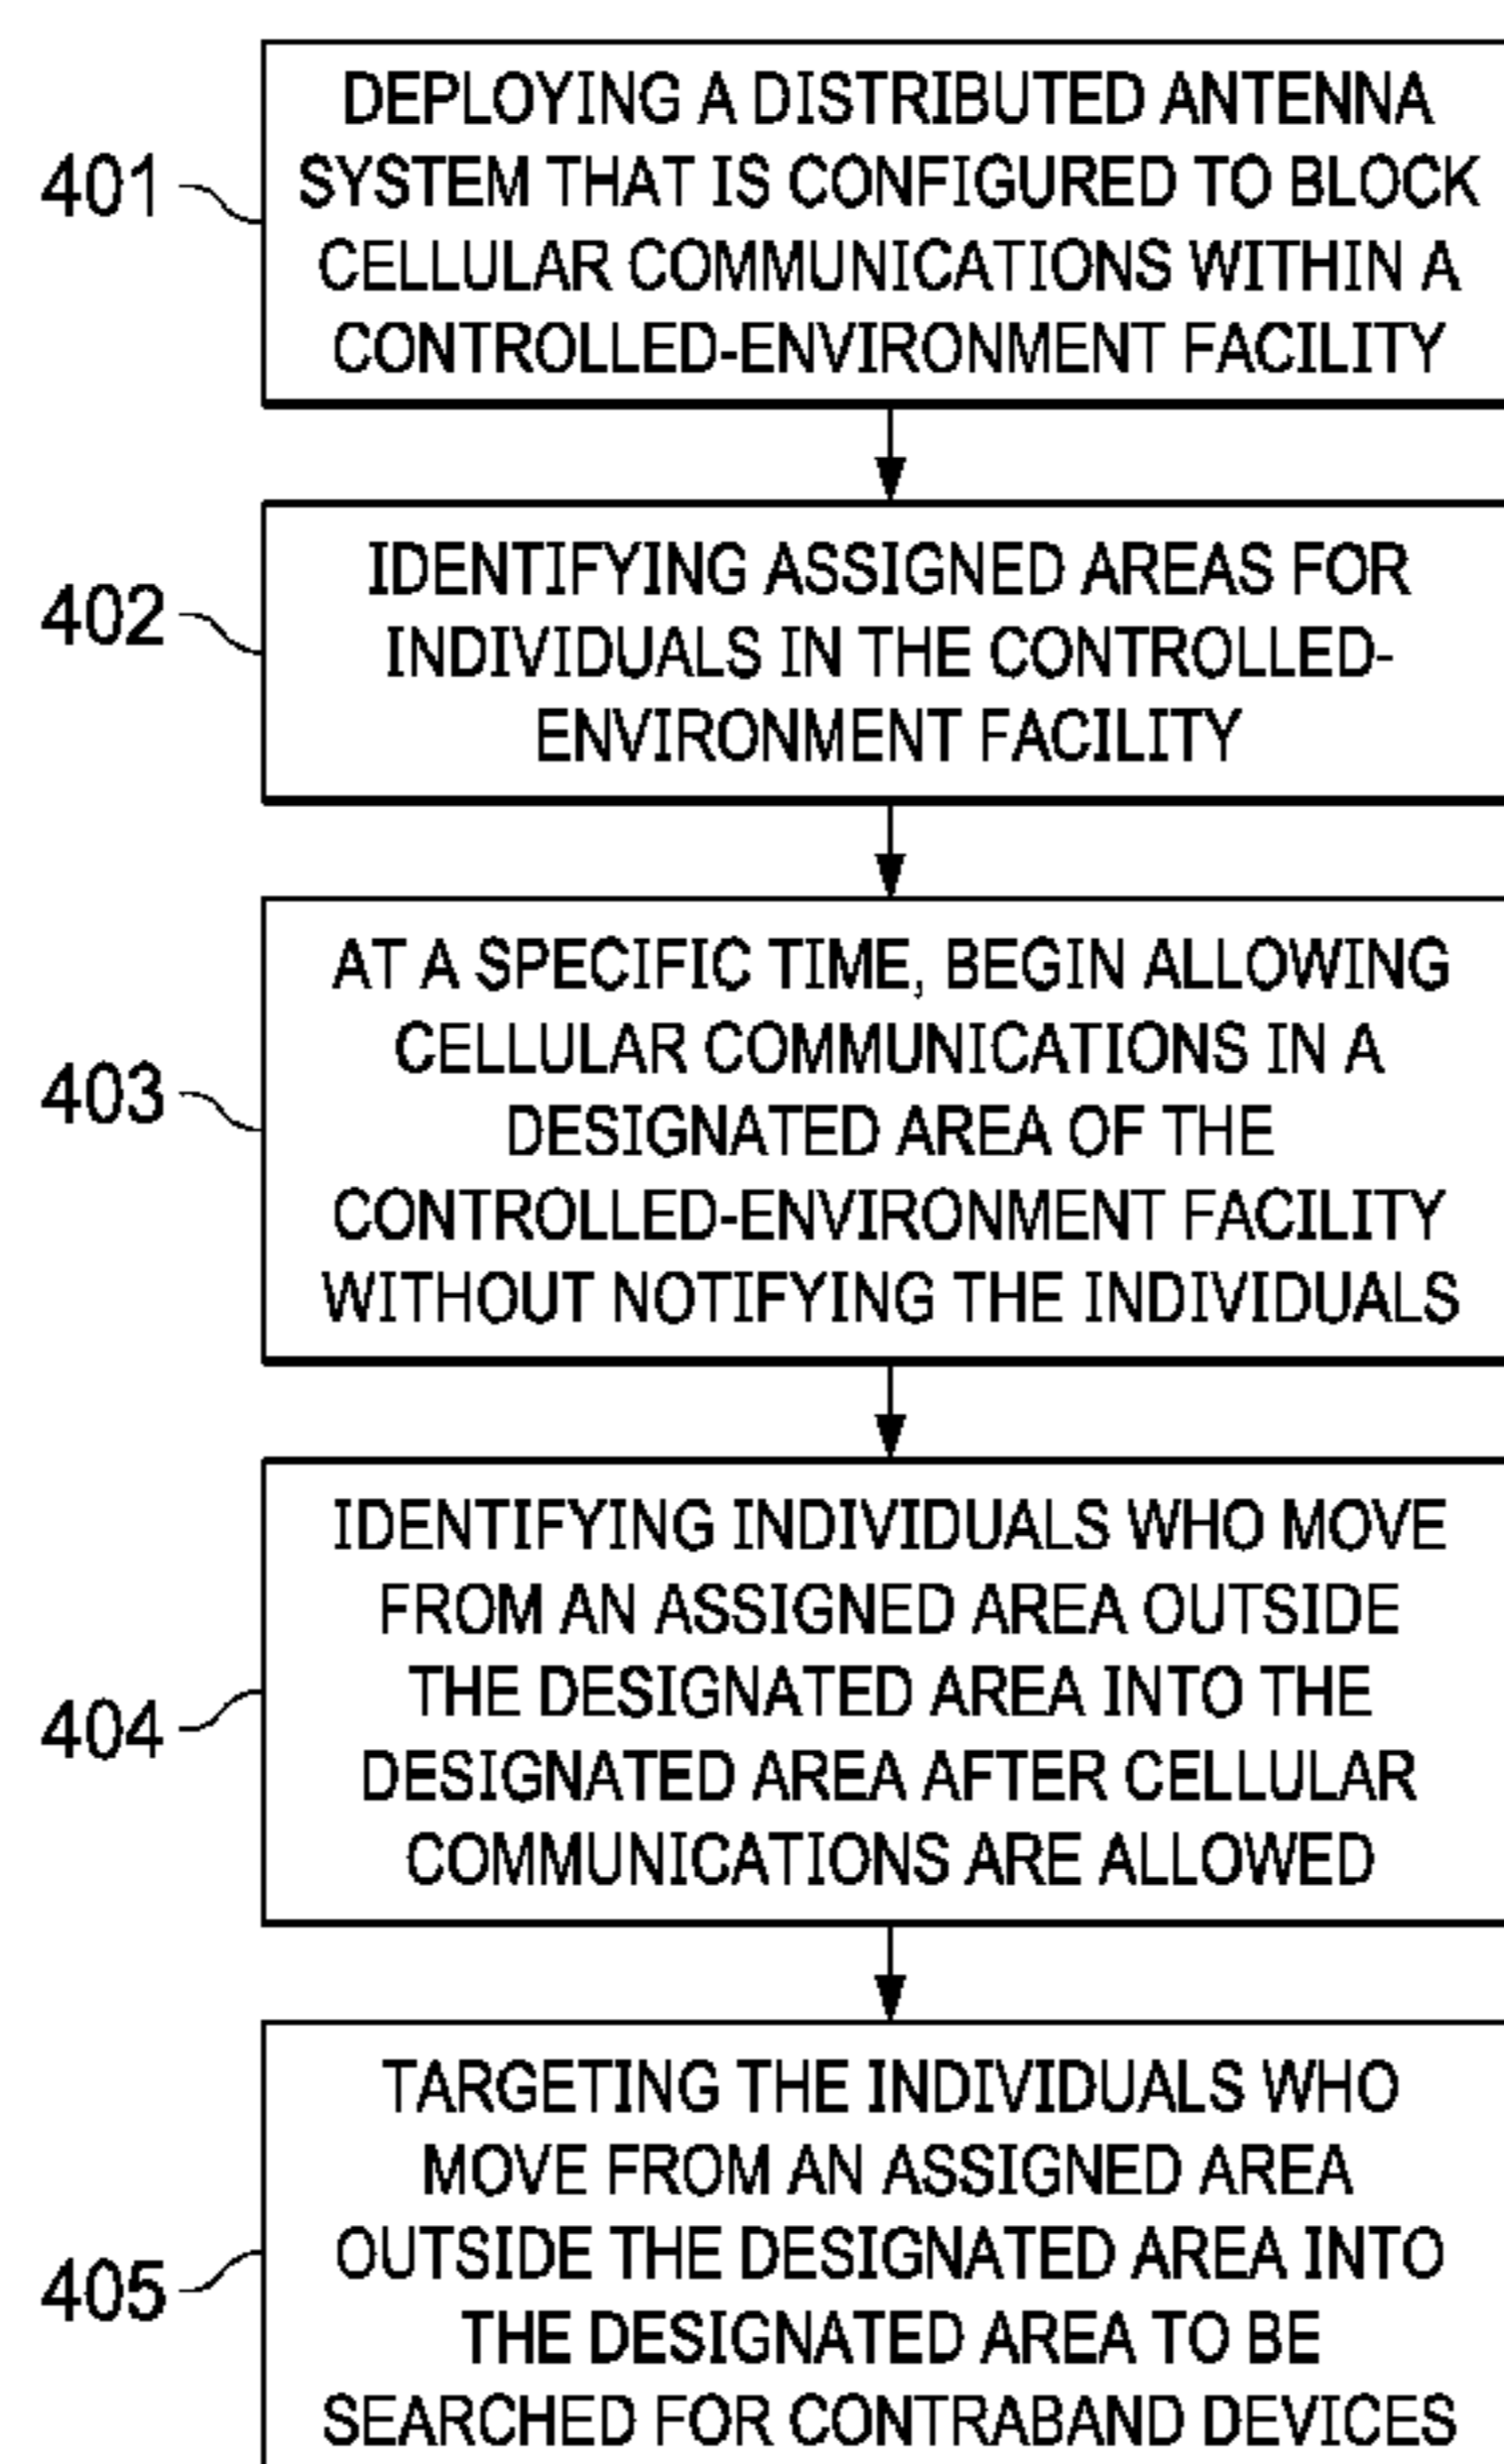 DEPLOYING A DISTRIBUTED ANTENNA
401
SYSTEM THAT IS CONFIGURED TO BLOCK
CELLULAR COMMUNICATIONS WITHIN A
CONTROLLED-ENVIRONMENT FACILITY
IDENTIFYING ASSIGNED AREAS FOR
402
INDIVIDUALS IN THE CONTROLLED-
ENVIRONMENT FACILITY
AT A SPECIFIC TIME, BEGIN ALLOWING
CELLULAR COMMUNICATIONS IN A
403
DESIGNATED AREA OF THE
CONTROLLED-ENVIRONMENT FACILITY
WITHOUT NOTIFYING THE INDIVIDUALS
IDENTIFYING INDIVIDUALS WHO MOVE
FROM AN ASSIGNED AREA OUTSIDE
THE DESIGNATED AREA INTO THE
404
DESIGNATED AREA AFTER CELLULAR
COMMUNICATIONS ARE ALLOWED
TARGETING THE INDIVIDUALS WHO
MOVE FROM AN ASSIGNED AREA
OUTSIDE THE DESIGNATED AREA INTO
405
THE DESIGNATED AREA TO BE
SEARCHED FOR CONTRABAND DEVICES